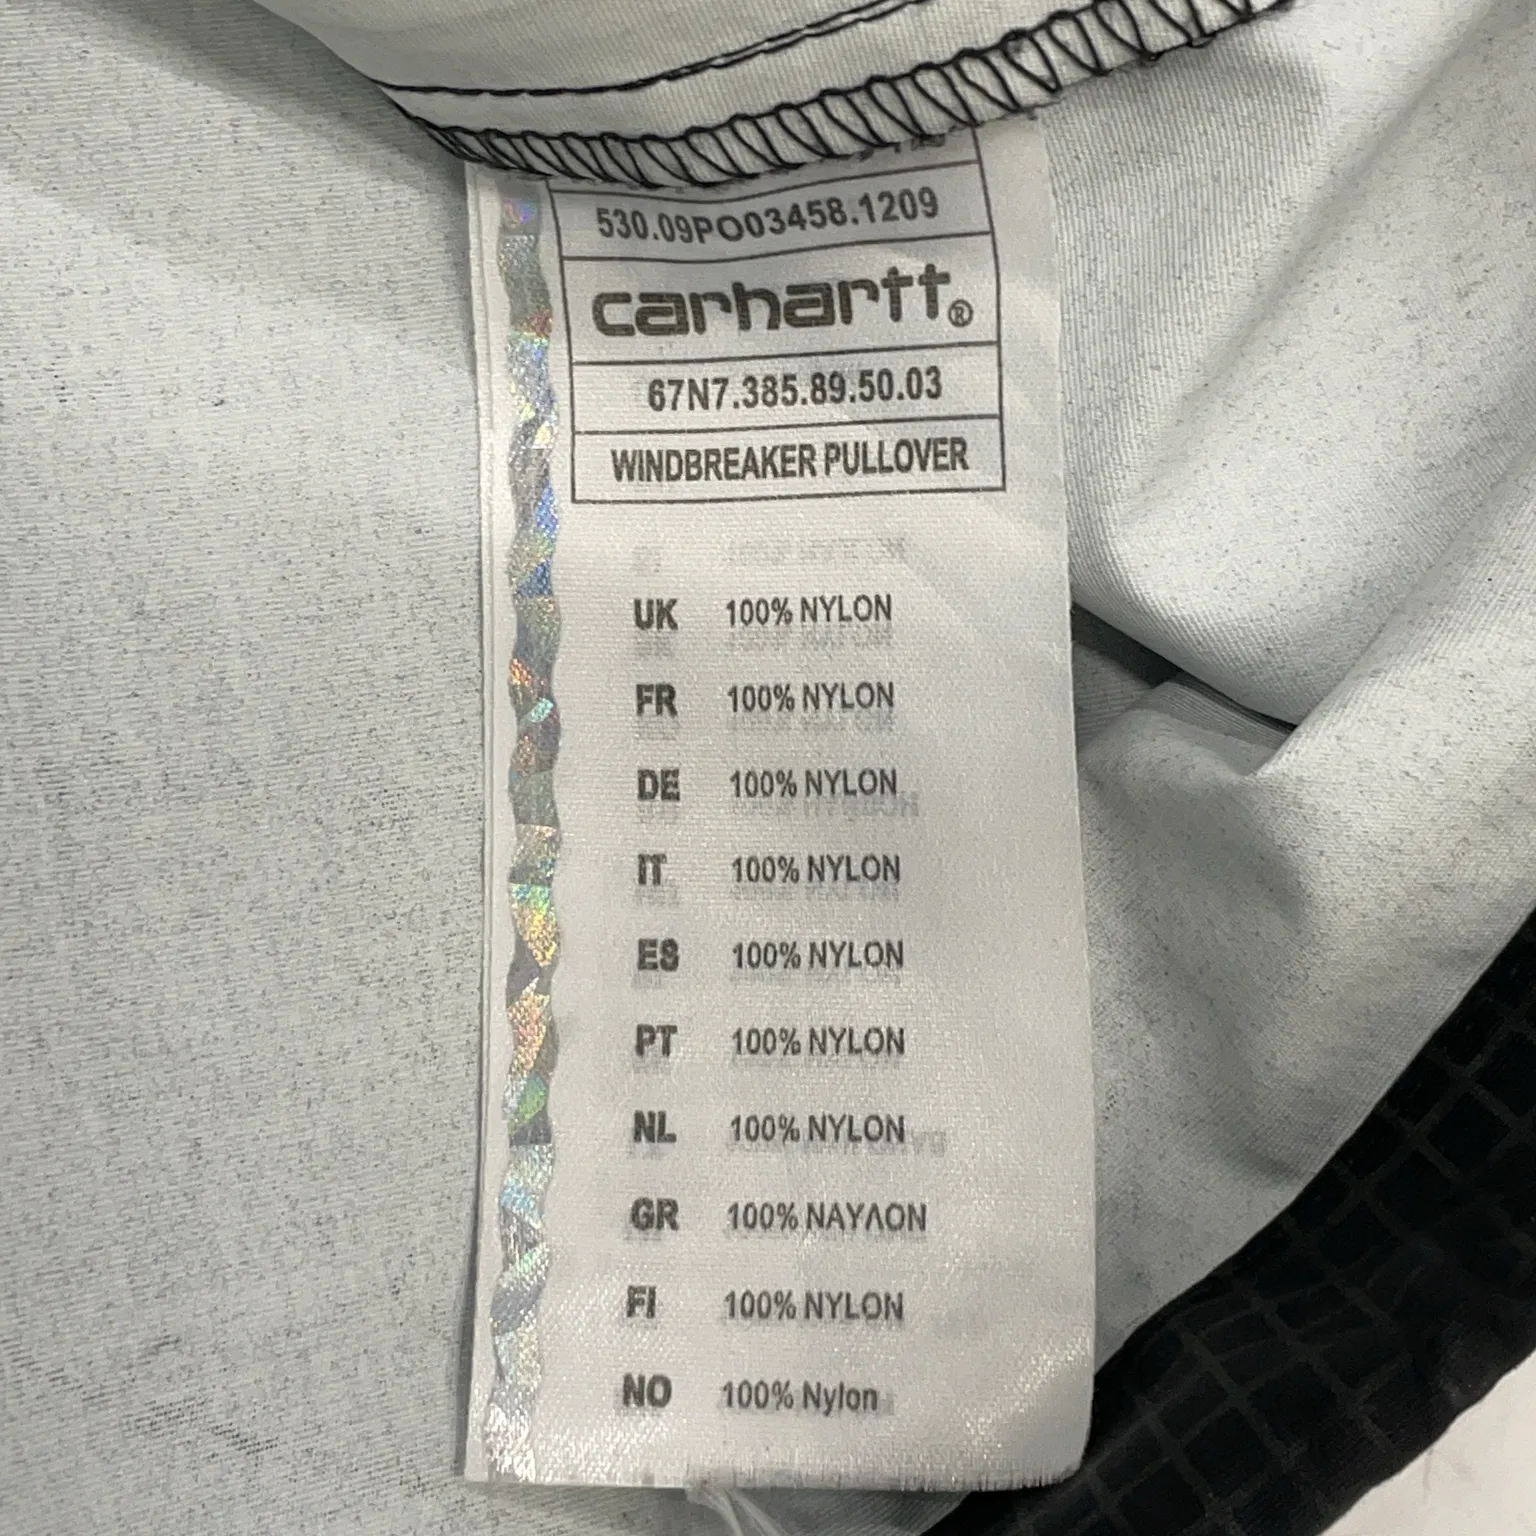 530.09PO03458.1209
carhartt®
67N7.385.89.50.03
WINDBREAKER PULLOVER
UK 100% NYLON
FR 100% NYLON
DE 100% NYLON
IT 100% NYLON
ES 100% NYLON
PT 100% NYLON
NL 100% NYLON
GR 100% ΝΑΥΛΟΝ
FI 100% NYLON
NO 100% Nylon